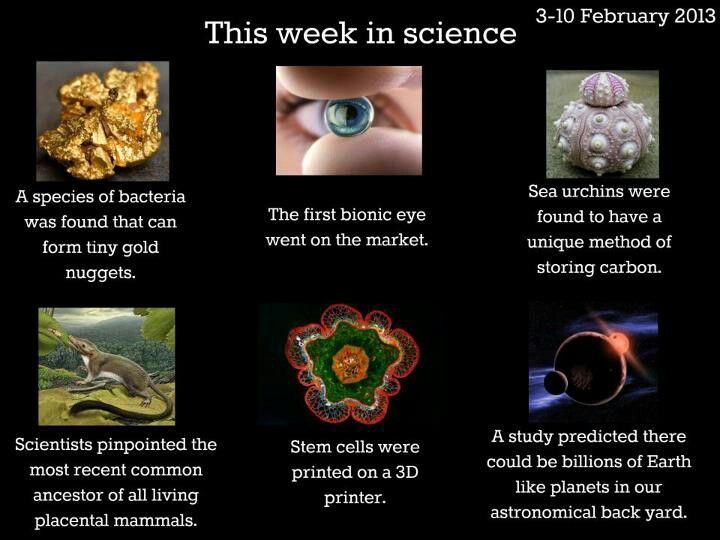 3-10 February 2013
This week in science
A species of bacteria
was found that can
form tiny gold
nuggets.
The first bionic eye
went on the market.
Sea urchins were
found to have a
unique method of
storing carbon.
Scientists pinpointed the
most recent common
ancestor of all living
placental mammals.
Stem cells were
printed on a 3D
printer.
A study predicted there
could be billions of Earth
like planets in our
astronomical back yard.